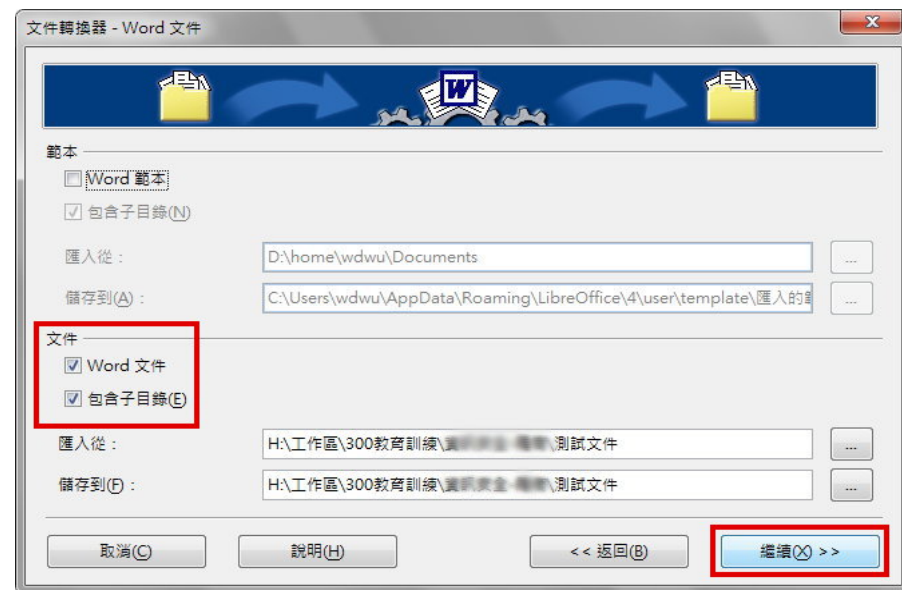 文件轉換器 - Word 文件
W
範本
Word 範本
包含子目錄(N)
匯入從：
D:\home\wdwu\Documents
...
儲存到(A)：
C:\Users\wdwu\AppData\Roaming\LibreOffice\4\user\template\匯入的
...
文件
Word 文件
包含子目錄(E)
匯入從：
H:\工作區\300教育訓練\ \測試文件
...
儲存到(F)：
H:\工作區\300教育訓練\ \測試文件
...
取消(C) 說明(H) << 返回(B) 繼續(X) >>